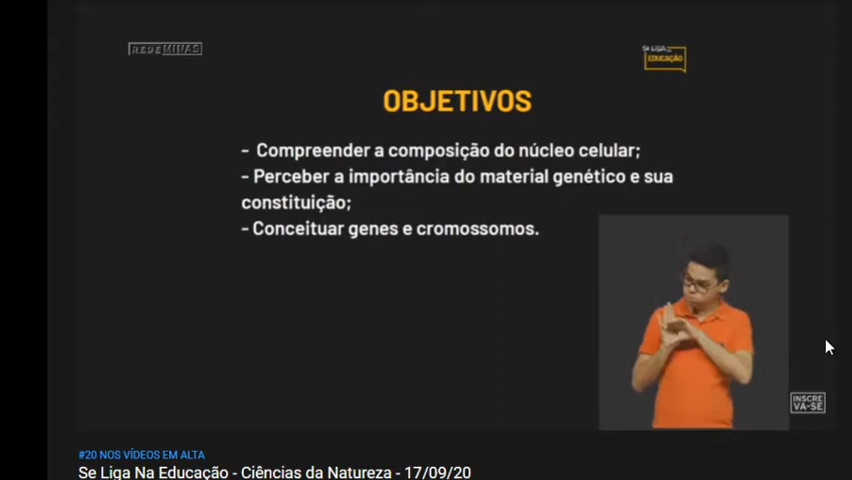 REDE MINAS
Se LIGA...
EDUCAÇÃO
OBJETIVOS
- Compreender a composição do núcleo celular;
- Perceber a importância do material genético e sua
constituição;
- Conceituar genes e cromossomos.
INSCRE
VA-SE
#20 NOS VÍDEOS EM ALTA
Se Liga Na Educação - Ciências da Natureza - 17/09/20